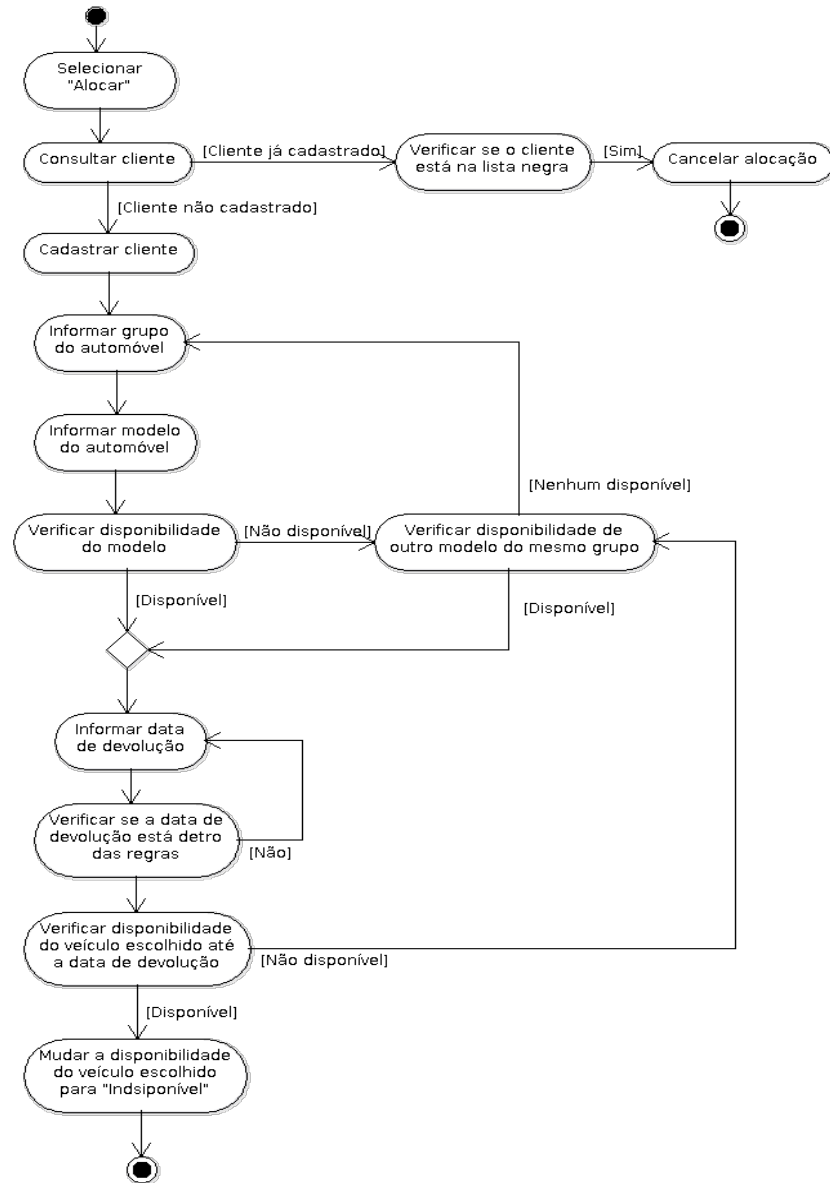 Selecionar
"Alocar"
Consultar cliente
[Cliente já cadastrado]
Verificar se o cliente
está na lista negra
[Sim]
Cancelar alocação
[Cliente não cadastrado]
Cadastrar cliente
Informar grupo
do automóvel
Informar modelo
do automóvel
[Nenhum disponível]
Verificar disponibilidade
do modelo
[Não disponível]
Verificar disponibilidade de
outro modelo do mesmo grupo
[Disponível]
[Disponível]
Informar data
de devolução
Verificar se a data de
devolução está detro
das regras
[Não]
Verificar disponibilidade
do veículo escolhido até
a data de devolução
[Não disponível]
[Disponível]
Mudar a disponibilidade
do veículo escolhido
para "Indsiponível"